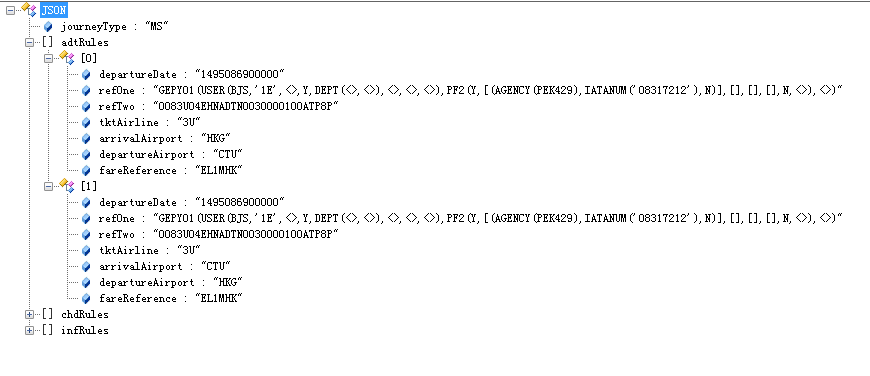 JSON
journeyType : "MS"
[] adtRules
[0]
departureDate : "1495086900000"
refOne : "GEPY01(USER(BJS,'1E',<>,Y,DEPT(<>,<>),<>,<>,<>),PF2(Y,[(AGENCY(PEK429),IATANUM('08317212'),N)],[],[],[],N,<>),<>)"
refTwo : "0083U04EHNADTN0030000100ATP8P"
tktAirline : "3U"
arrivalAirport : "HKG"
departureAirport : "CTU"
fareReference : "EL1MHK"
[1]
departureDate : "1495086900000"
refOne : "GEPY01(USER(BJS,'1E',<>,Y,DEPT(<>,<>),<>,<>,<>),PF2(Y,[(AGENCY(PEK429),IATANUM('08317212'),N)],[],[],[],N,<>),<>)"
refTwo : "0083U04EHNADTN0030000100ATP8P"
tktAirline : "3U"
arrivalAirport : "CTU"
departureAirport : "HKG"
fareReference : "EL1MHK"
[] chdRules
[] infRules